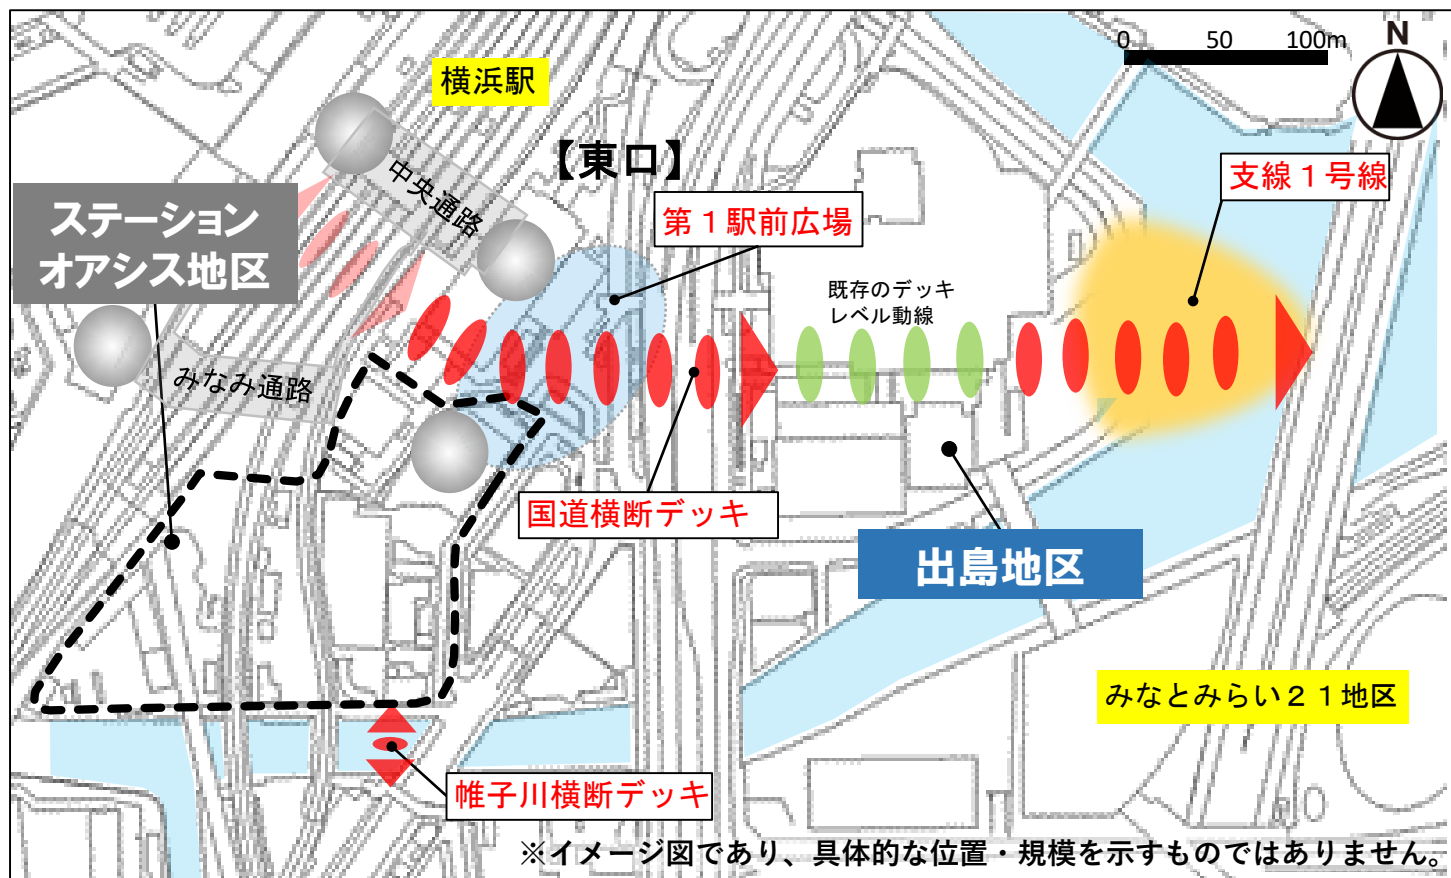 0 50 100m
N
横浜駅
【東口】
中央通路
支線１号線
ステーション
オアシス地区
第１駅前広場
既存のデッキ
レベル動線
みなみ通路
国道横断デッキ
出島地区
みなとみらい２１地区
帷子川横断デッキ
※イメージ図であり、具体的な位置・規模を示すものではありません。